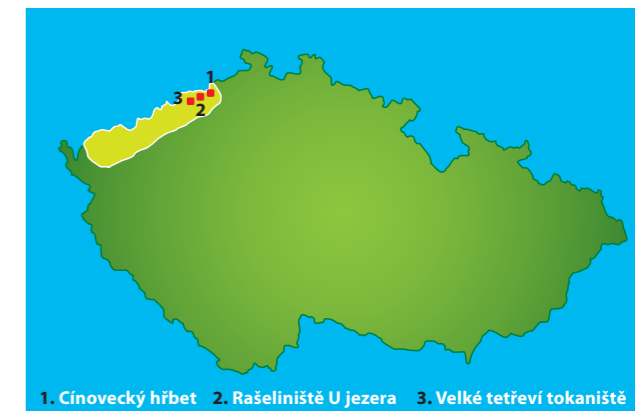 1
3
2
1. Cínovecký hřbet 2. Rašeliniště U jezera 3. Velké tetřeví tokaniště